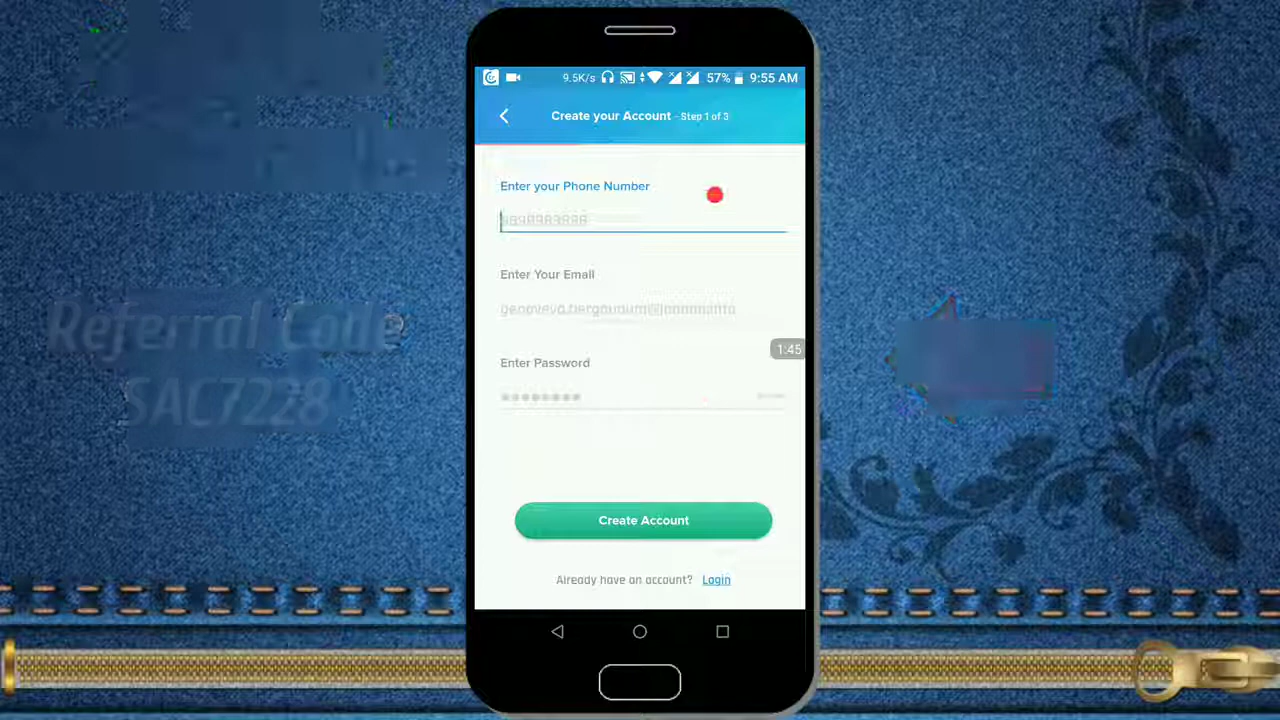 9.5K/s 57% 9:55 AM
Create your Account - Step 1 of 3
Enter your Phone Number
Enter Your Email
1:45
Enter Password
Create Account
Already have an account? Login
Referral Code
SAC7228